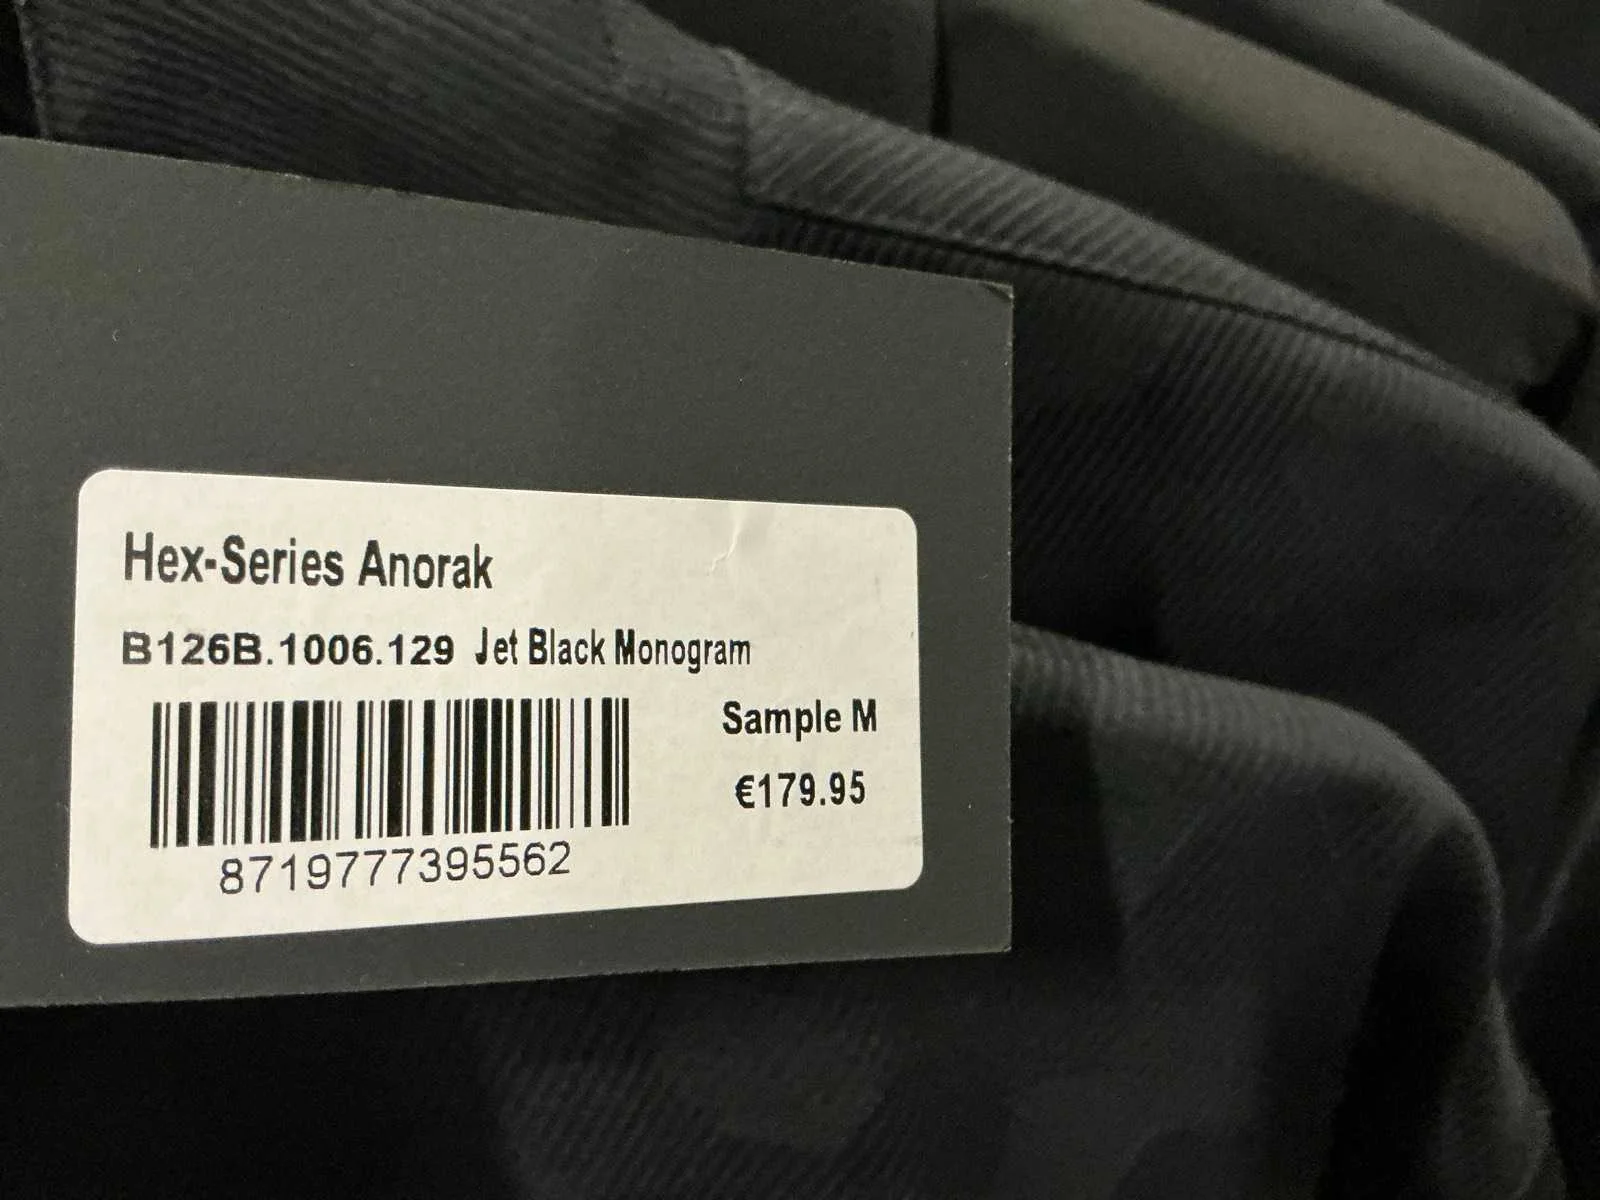 Hex-Series Anorak
B126B.1006.129 Jet Black Monogram
Sample M
€179.95
8719777395562